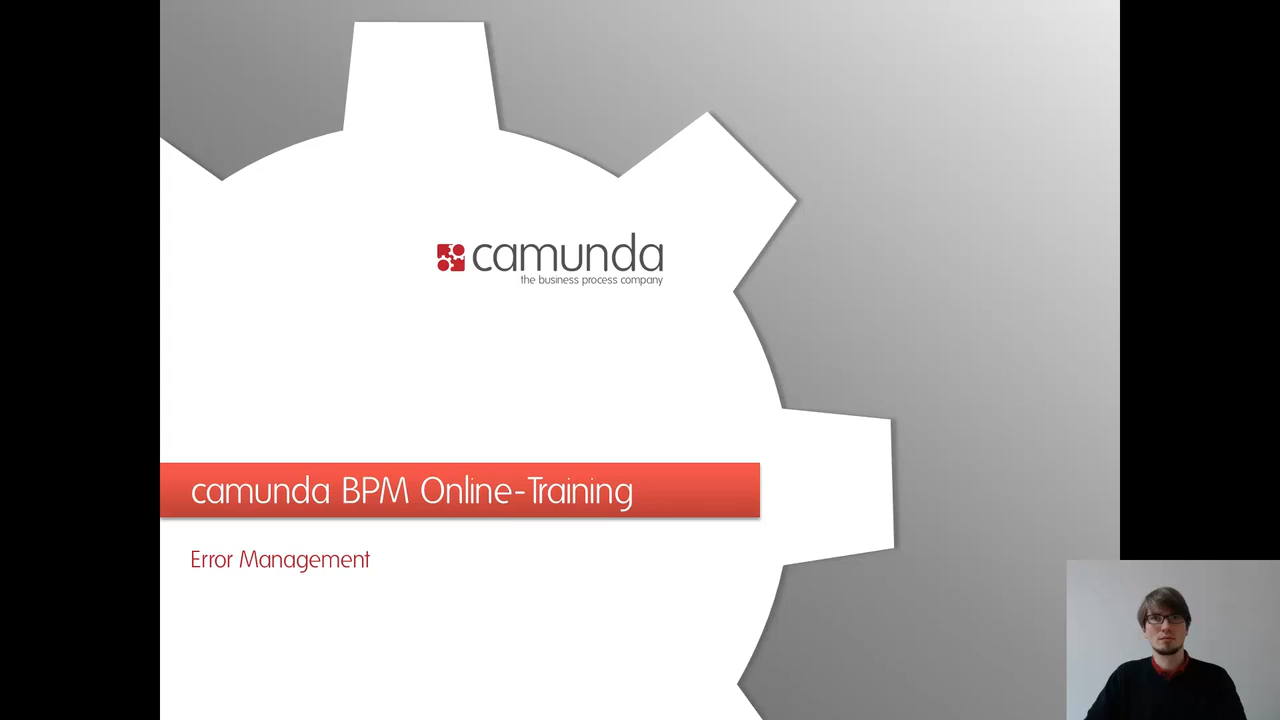 camunda
the business process company
camunda BPM Online-Training
Error Management